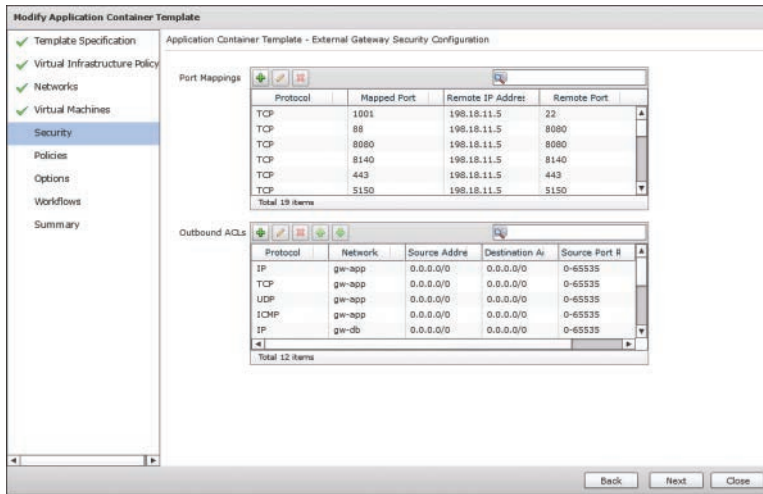 Modify Application Container Template
Template Specification
Virtual Infrastructure Policy
Networks
Virtual Machines
Security
Policies
Options
Workflows
Summary
Application Container Template - External Gateway Security Configuration
Port Mappings
Protocol Mapped Port Remote IP Addres Remote Port
TCP 1001 198.18.11.5 22
TCP 88 198.18.11.5 8080
TCP 8080 198.18.11.5 8080
TCP 8140 198.18.11.5 8140
TCP 443 198.18.11.5 443
TCP 5150 198.18.11.5 5150
Total 19 items
Outbound ACLs
Protocol Network Source Addre Destination A Source Port R
IP gw-app 0.0.0.0/0 0.0.0.0/0 0-65535
TCP gw-app 0.0.0.0/0 0.0.0.0/0 0-65535
UDP gw-app 0.0.0.0/0 0.0.0.0/0 0-65535
ICMP gw-app 0.0.0.0/0 0.0.0.0/0 0-65535
IP gw-db 0.0.0.0/0 0.0.0.0/0 0-65535
Total 12 items
Back Next Close